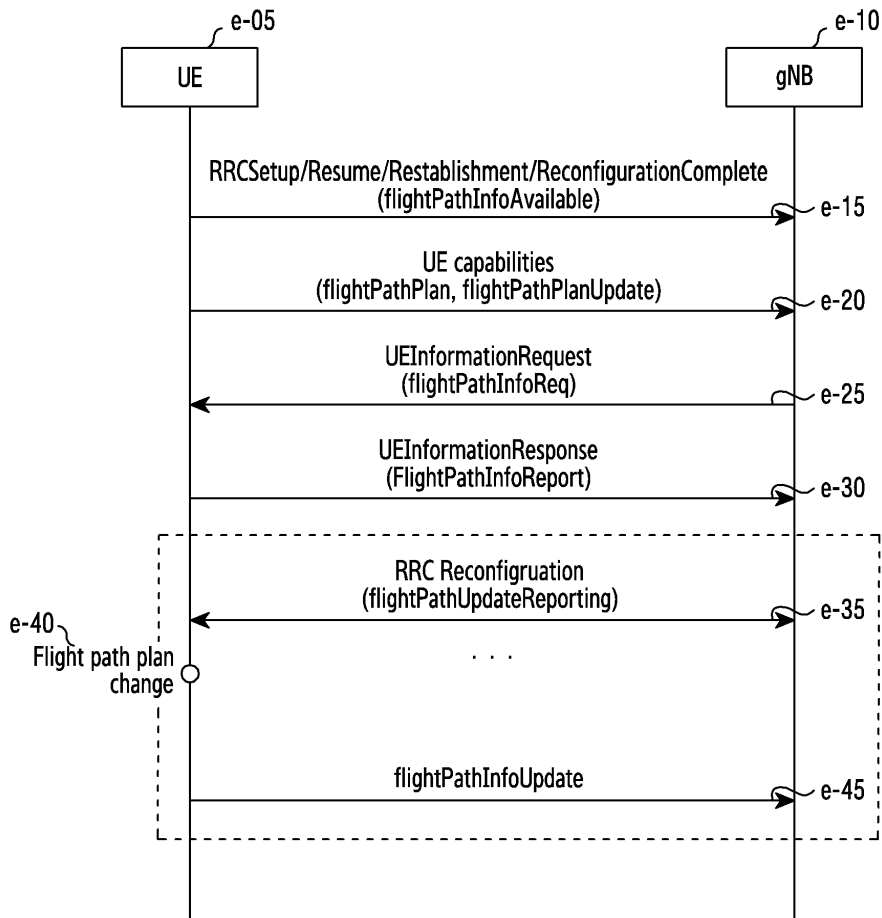 e-05
e-10
UE
gNB
RRCSetup/Resume/Restablishment/ReconfigurationComplete
(flightPathInfoAvailable)
e-15
UE capabilities
(flightPathPlan, flightPathPlanUpdate)
e-20
UEInformationRequest
(flightPathInfoReq)
e-25
UEInformationResponse
(FlightPathInfoReport)
e-30
RRC Reconfigruation
(flightPathUpdateReporting)
e-35
e-40
Flight path plan
change
. . .
flightPathInfoUpdate
e-45